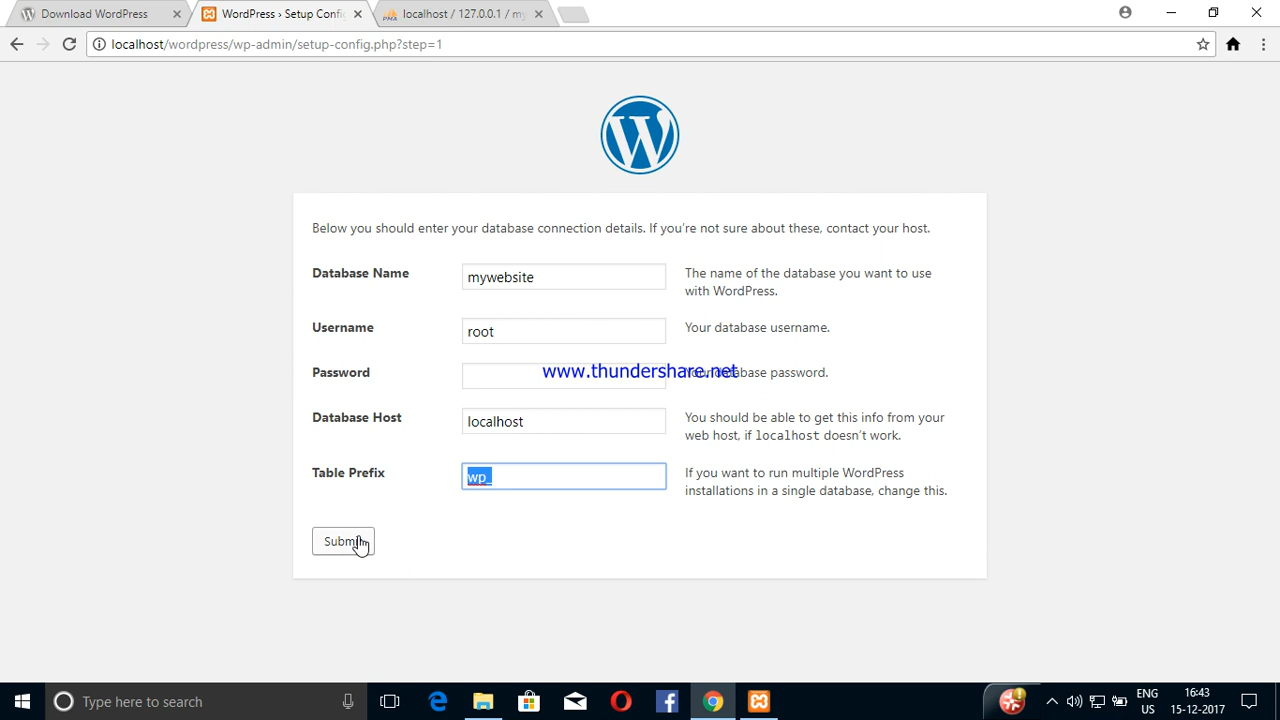 Download WordPress
WordPress › Setup Config
localhost / 127.0.0.1 / my
localhost/wordpress/wp-admin/setup-config.php?step=1
Below you should enter your database connection details. If you’re not sure about these, contact your host.
Database Name
mywebsite
The name of the database you want to use
with WordPress.
Username
root
Your database username.
Password
www.thundershare.net
Your database password.
Database Host
localhost
You should be able to get this info from your
web host, if localhost doesn’t work.
Table Prefix
wp_
If you want to run multiple WordPress
installations in a single database, change this.
Submit
Type here to search
ENG
US
16:43
15-12-2017